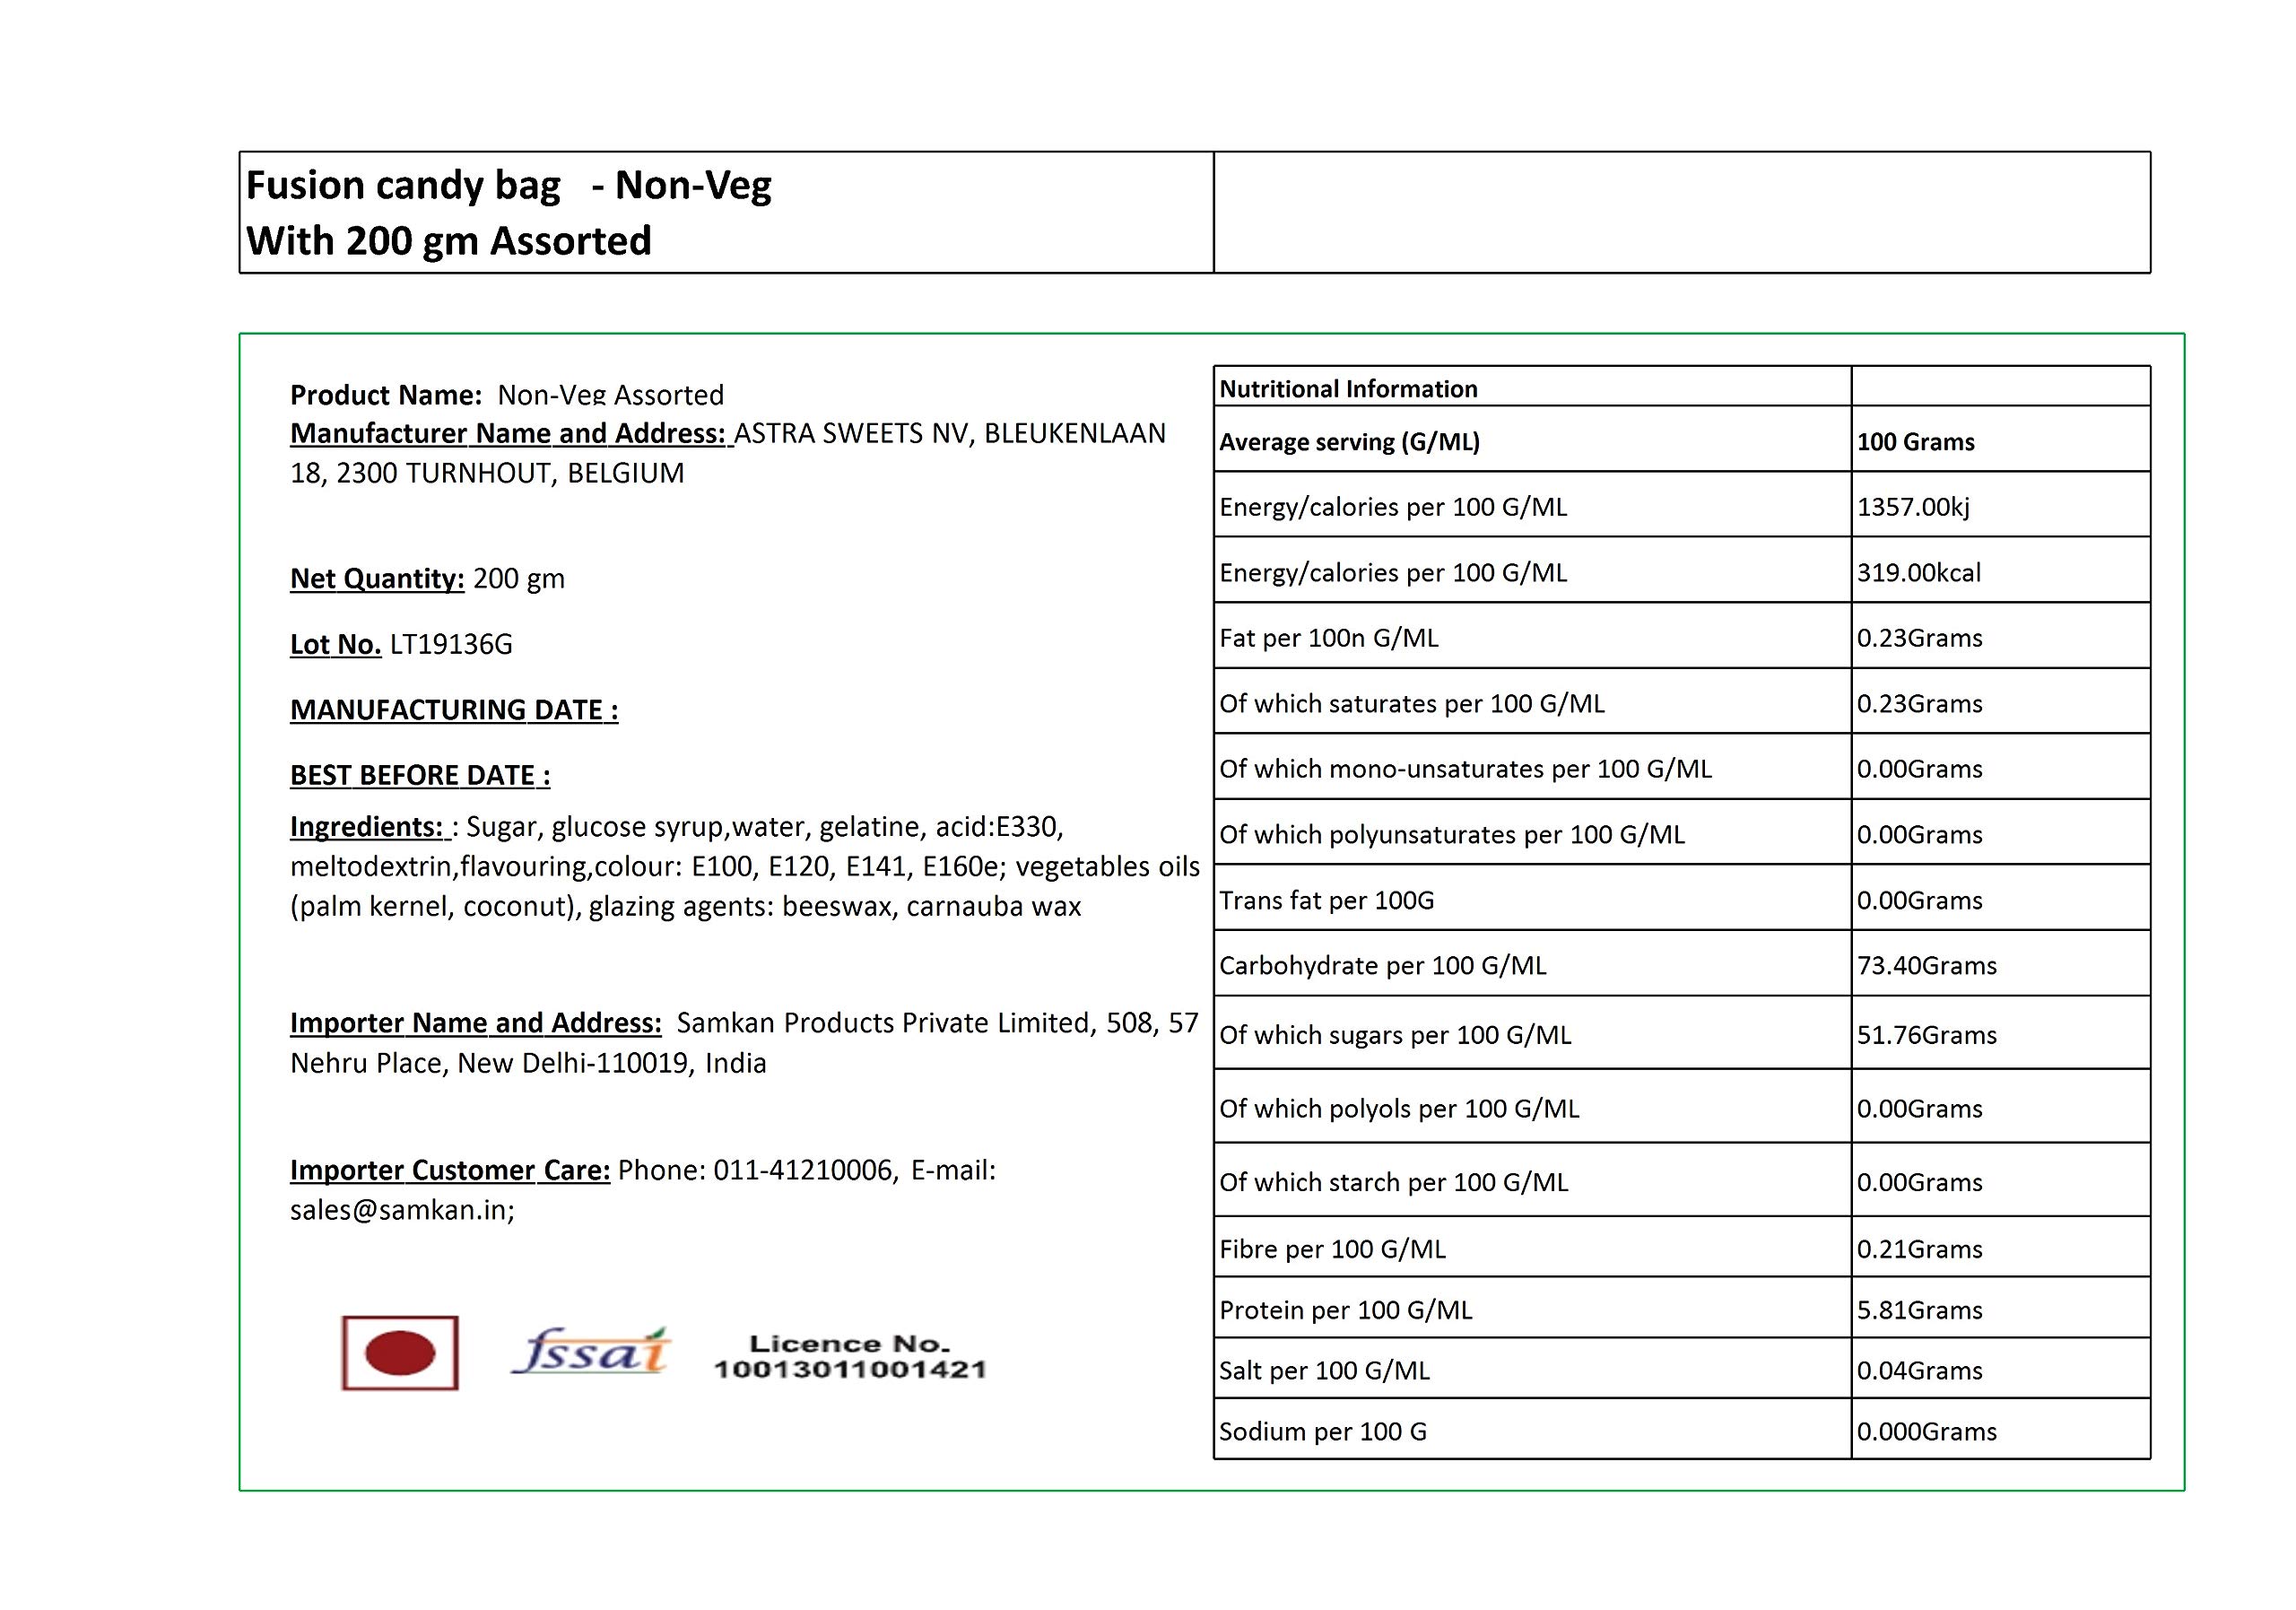 Fusion candy bag - Non-Veg
With 200 gm Assorted
Product Name: Non-Veg Assorted
Manufacturer Name and Address: ASTRA SWEETS NV, BLEUKENLAAN
18, 2300 TURNHOUT, BELGIUM
Net Quantity: 200 gm
Lot No. LT19136G
MANUFACTURING DATE :
BEST BEFORE DATE :
Ingredients: : Sugar, glucose syrup,water, gelatine, acid:E330,
meltodextrin,flavouring,colour: E100, E120, E141, E160e; vegetables oils
(palm kernel, coconut), glazing agents: beeswax, carnauba wax
Importer Name and Address: Samkan Products Private Limited, 508, 57
Nehru Place, New Delhi-110019, India
Importer Customer Care: Phone: 011-41210006, E-mail:
sales@samkan.in;
fssai
Licence No.
10013011001421
Nutritional Information
Average serving (G/ML) 100 Grams
Energy/calories per 100 G/ML 1357.00kj
Energy/calories per 100 G/ML 319.00kcal
Fat per 100n G/ML 0.23Grams
Of which saturates per 100 G/ML 0.23Grams
Of which mono-unsaturates per 100 G/ML 0.00Grams
Of which polyunsaturates per 100 G/ML 0.00Grams
Trans fat per 100G 0.00Grams
Carbohydrate per 100 G/ML 73.40Grams
Of which sugars per 100 G/ML 51.76Grams
Of which polyols per 100 G/ML 0.00Grams
Of which starch per 100 G/ML 0.00Grams
Fibre per 100 G/ML 0.21Grams
Protein per 100 G/ML 5.81Grams
Salt per 100 G/ML 0.04Grams
Sodium per 100 G 0.000Grams